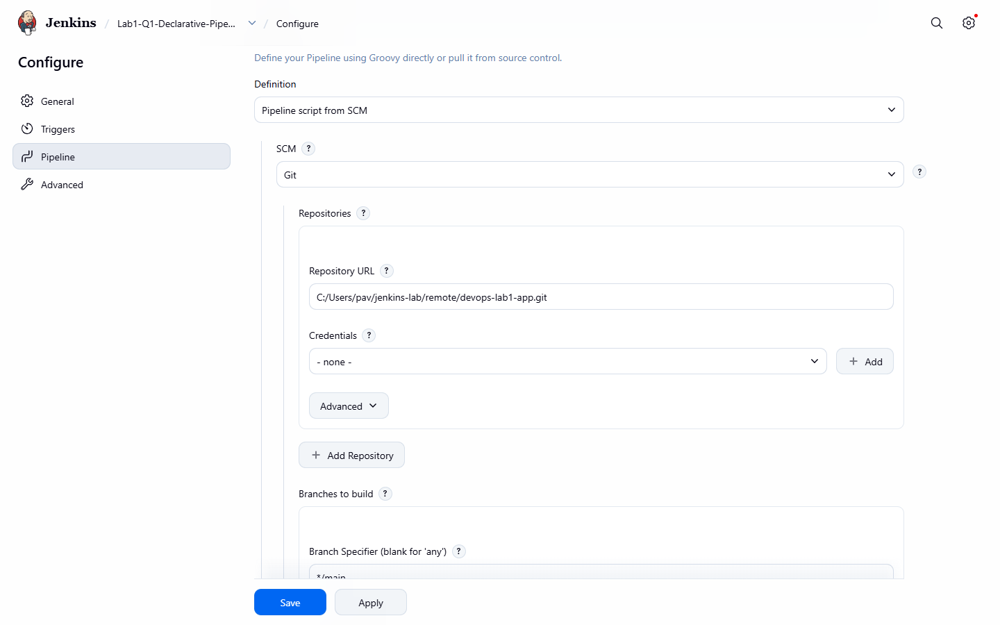 Jenkins / Lab1-Q1-Declarative-Pipe... / Configure
Configure
General
Triggers
Pipeline
Advanced
Define your Pipeline using Groovy directly or pull it from source control.
Definition
Pipeline script from SCM
SCM ?
Git
?
Repositories ?
Repository URL ?
C:/Users/pav/jenkins-lab/remote/devops-lab1-app.git
Credentials ?
- none -
+ Add
Advanced
+ Add Repository
Branches to build ?
Branch Specifier (blank for 'any') ?
*/main
Save
Apply